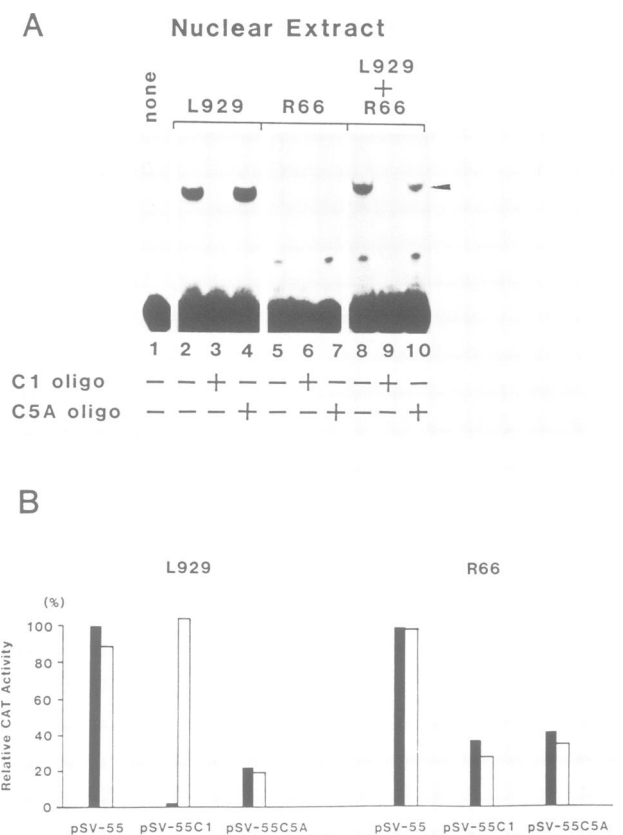 A
Nuclear Extract
none
L929
R66
L929
+
R66
1 2 3 4 5 6 7 8 9 10
C1 oligo − − + − − + − − + −
C5A oligo − − − + − − + − − +
B
L929
R66
(%)
Relative CAT Activity
100
80
60
40
20
0
pSV-55 pSV-55C1 pSV-55C5A
pSV-55 pSV-55C1 pSV-55C5A